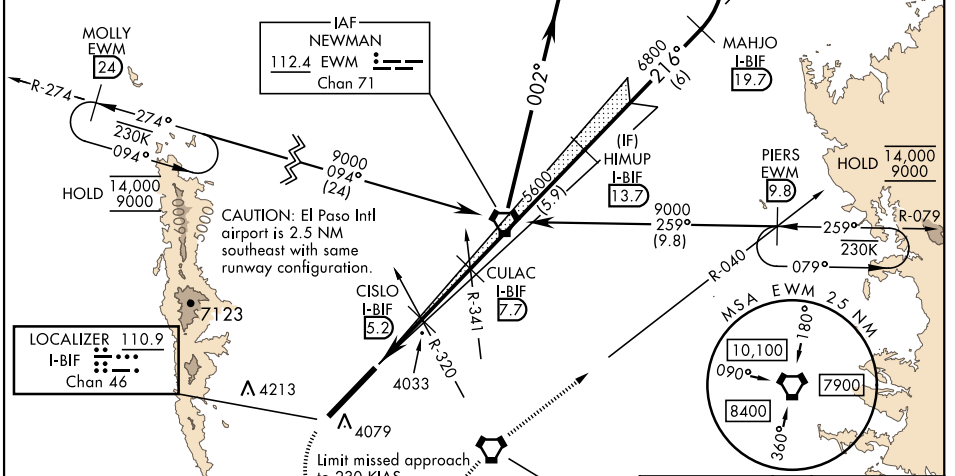 MOLLY
EWM
24
R-274
274°
230K
094°
HOLD 14,000
9000
9000
094°
(24)
IAF
NEWMAN
112.4 EWM
Chan 71
002°
6800
216°
(6)
MAHJO
I-BIF
19.7
(IF)
HIMUP
I-BIF
13.7
5600
(5.9)
PIERS
EWM
9.8
HOLD 14,000
9000
R-079
9000
259°
(9.8)
259°
230K
079°
R-040
6000
5000
CAUTION: El Paso Intl
airport is 2.5 NM
southeast with same
runway configuration.
CULAC
I-BIF
7.7
R-341
CISLO
I-BIF
5.2
R-320
4033
7123
LOCALIZER 110.9
I-BIF
Chan 46
4213
4079
Limit missed approach
to 230 KIAS
MSA EWM 25 NM
180°
10,100
090°
7900
8400
360°